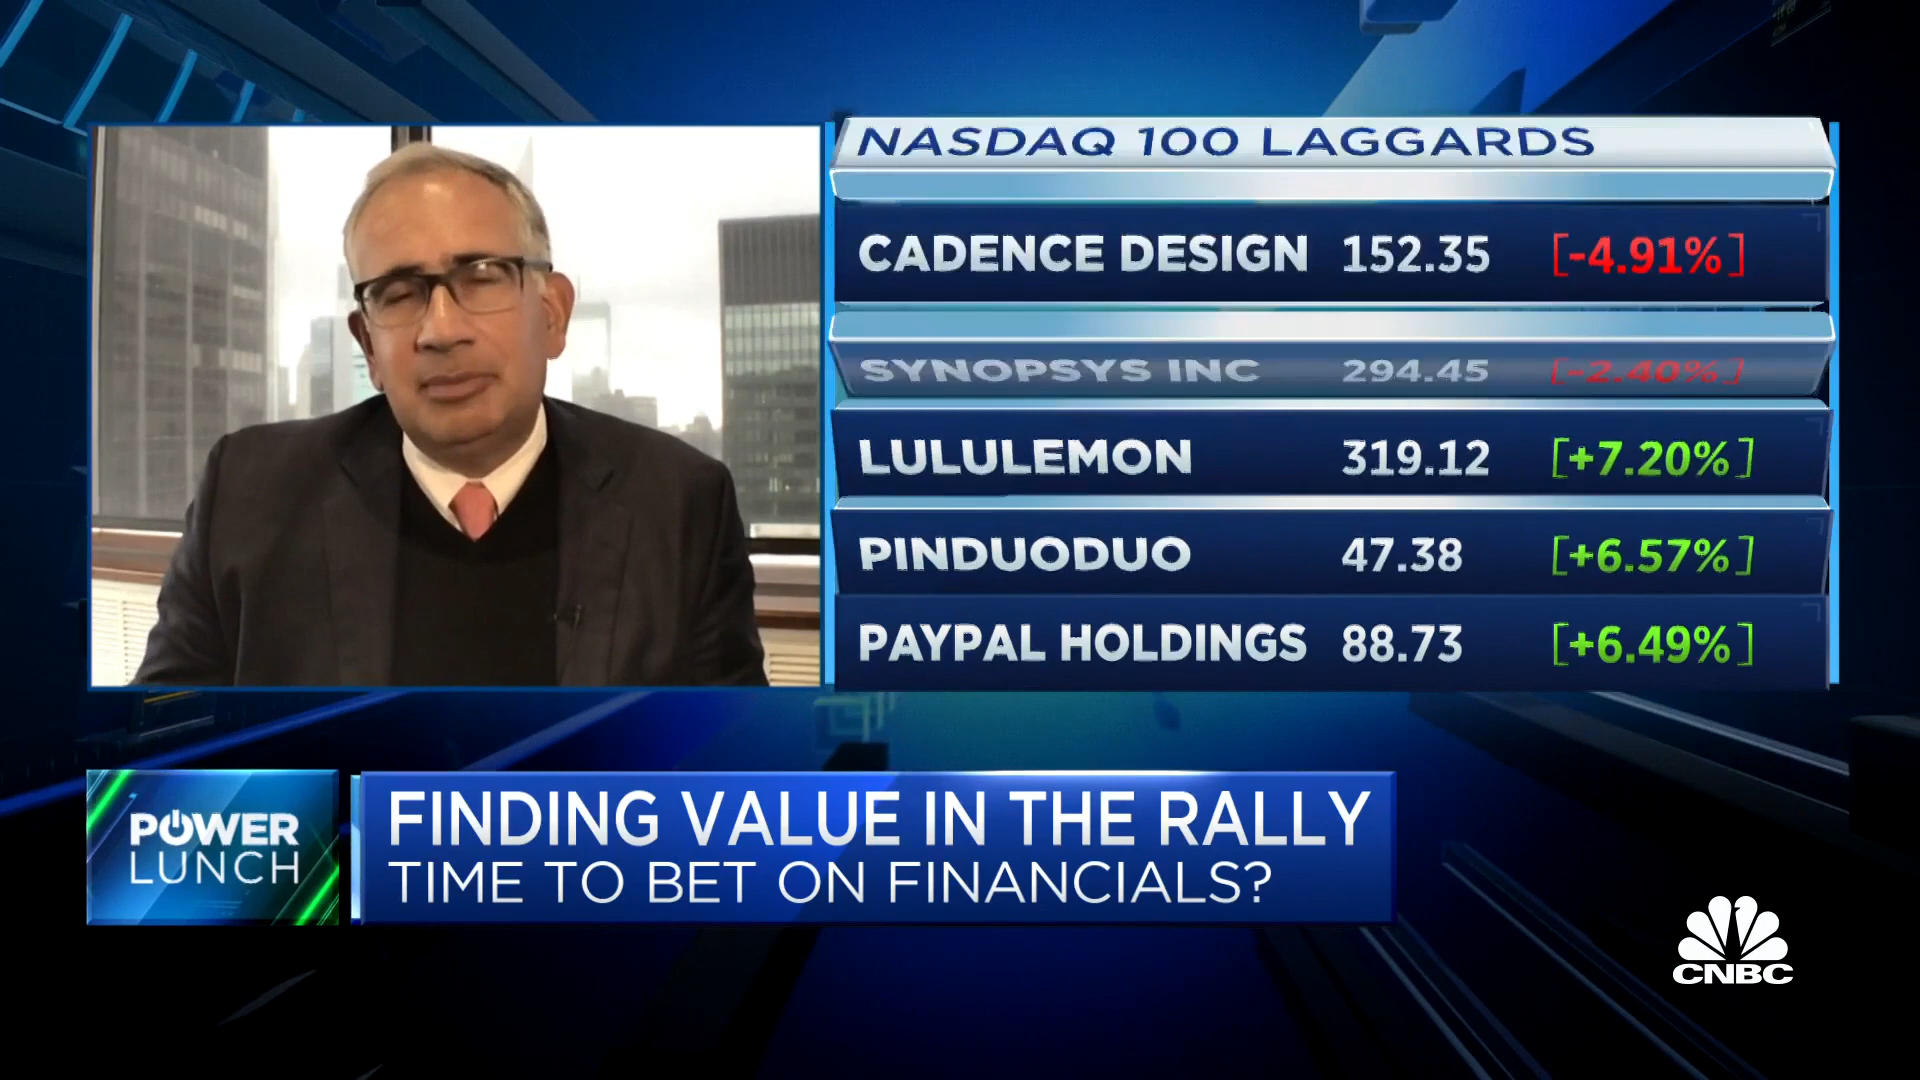 NASDAQ 100 LAGGARDS
CADENCE DESIGN 152.35 [-4.91%]
SYNOPSYS INC 294.45 [-2.40%]
LULULEMON 319.12 [+7.20%]
PINDUODUO 47.38 [+6.57%]
PAYPAL HOLDINGS 88.73 [+6.49%]
POWER
LUNCH
FINDING VALUE IN THE RALLY
TIME TO BET ON FINANCIALS?
CNBC